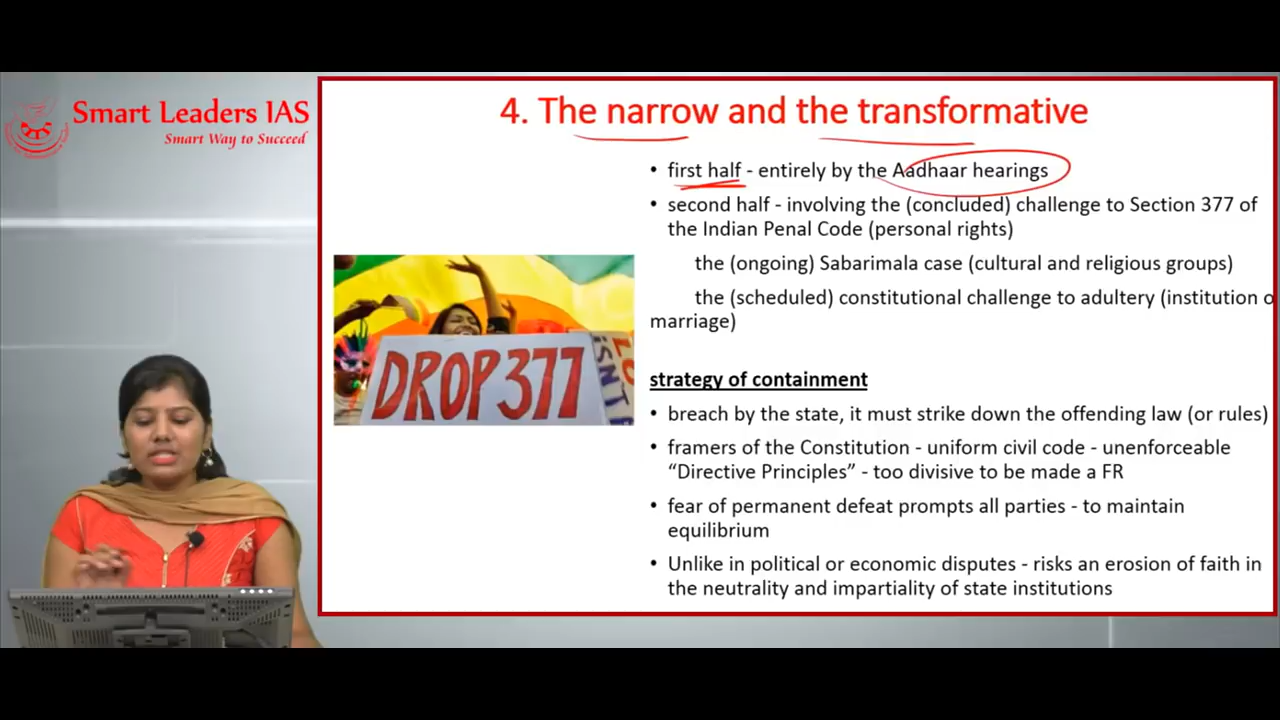 Smart Leaders IAS
Smart Way to Succeed
4. The narrow and the transformative
• first half - entirely by the Aadhaar hearings
• second half - involving the (concluded) challenge to Section 377 of
the Indian Penal Code (personal rights)
the (ongoing) Sabarimala case (cultural and religious groups)
the (scheduled) constitutional challenge to adultery (institution o
marriage)
DROP 377
ISN'T
strategy of containment
• breach by the state, it must strike down the offending law (or rules)
• framers of the Constitution - uniform civil code - unenforceable
“Directive Principles” - too divisive to be made a FR
• fear of permanent defeat prompts all parties - to maintain
equilibrium
• Unlike in political or economic disputes - risks an erosion of faith in
the neutrality and impartiality of state institutions